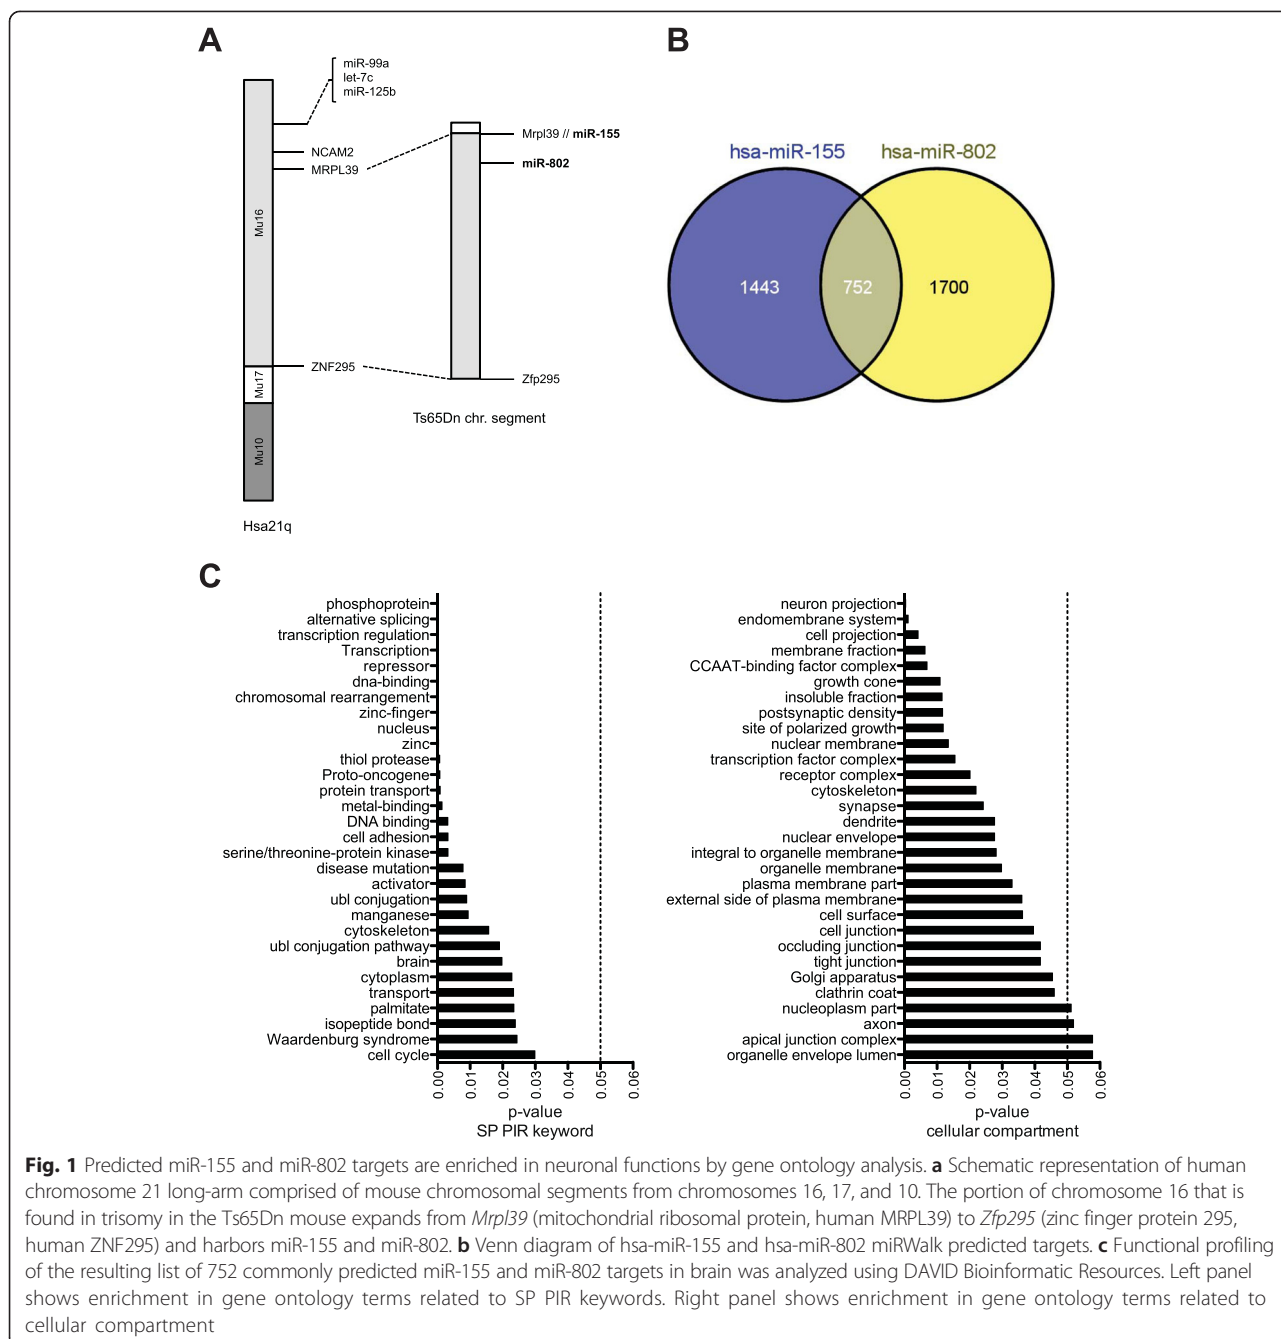 A
miR-99a
let-7c
miR-125b
NCAM2
MRPL39
Mu16
ZNF295
Mu17
Mu10
Hsa21q
Mrpl39 // miR-155
miR-802
Zfp295
Ts65Dn chr. segment
B
hsa-miR-155
hsa-miR-802
1443
752
1700
C
phosphoprotein
alternative splicing
transcription regulation
Transcription
repressor
dna-binding
chromosomal rearrangement
zinc-finger
nucleus
zinc
thiol protease
Proto-oncogene
protein transport
metal-binding
DNA binding
cell adhesion
serine/threonine-protein kinase
disease mutation
activator
ubl conjugation
manganese
cytoskeleton
ubl conjugation pathway
brain
cytoplasm
transport
palmitate
isopeptide bond
Waardenburg syndrome
cell cycle
0.00 0.01 0.02 0.03 0.04 0.05 0.06
p-value
SP PIR keyword
neuron projection
endomembrane system
cell projection
membrane fraction
CCAAT-binding factor complex
growth cone
insoluble fraction
postsynaptic density
site of polarized growth
nuclear membrane
transcription factor complex
receptor complex
cytoskeleton
synapse
dendrite
nuclear envelope
integral to organelle membrane
organelle membrane
plasma membrane part
external side of plasma membrane
cell surface
cell junction
occluding junction
tight junction
Golgi apparatus
clathrin coat
nucleoplasm part
axon
apical junction complex
organelle envelope lumen
0.00 0.01 0.02 0.03 0.04 0.05 0.06
p-value
cellular compartment
Fig. 1 Predicted miR-155 and miR-802 targets are enriched in neuronal functions by gene ontology analysis. a Schematic representation of human
chromosome 21 long-arm comprised of mouse chromosomal segments from chromosomes 16, 17, and 10. The portion of chromosome 16 that is
found in trisomy in the Ts65Dn mouse expands from Mrpl39 (mitochondrial ribosomal protein, human MRPL39) to Zfp295 (zinc finger protein 295,
human ZNF295) and harbors miR-155 and miR-802. b Venn diagram of hsa-miR-155 and hsa-miR-802 miRWalk predicted targets. c Functional profiling
of the resulting list of 752 commonly predicted miR-155 and miR-802 targets in brain was analyzed using DAVID Bioinformatic Resources. Left panel
shows enrichment in gene ontology terms related to SP PIR keywords. Right panel shows enrichment in gene ontology terms related to
cellular compartment